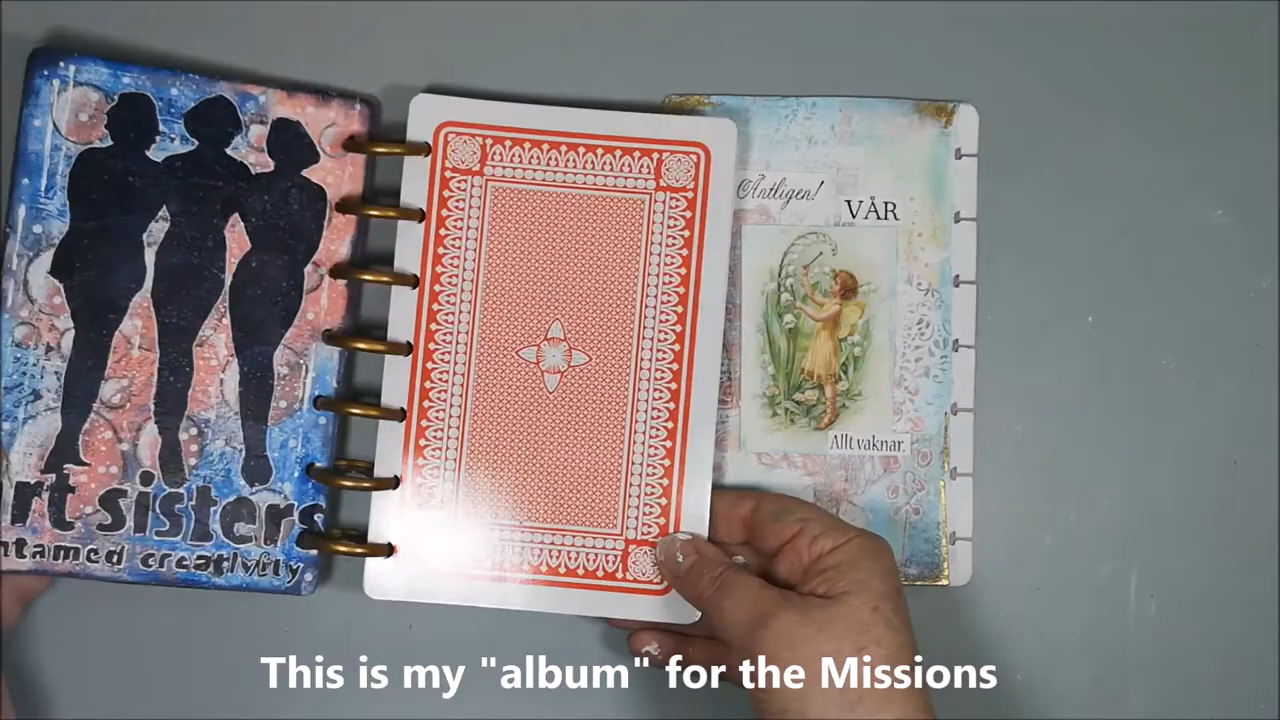 rt sisters
ntamed creativity
Äntligen!
VÅR
Allt vaknar.
This is my "album" for the Missions